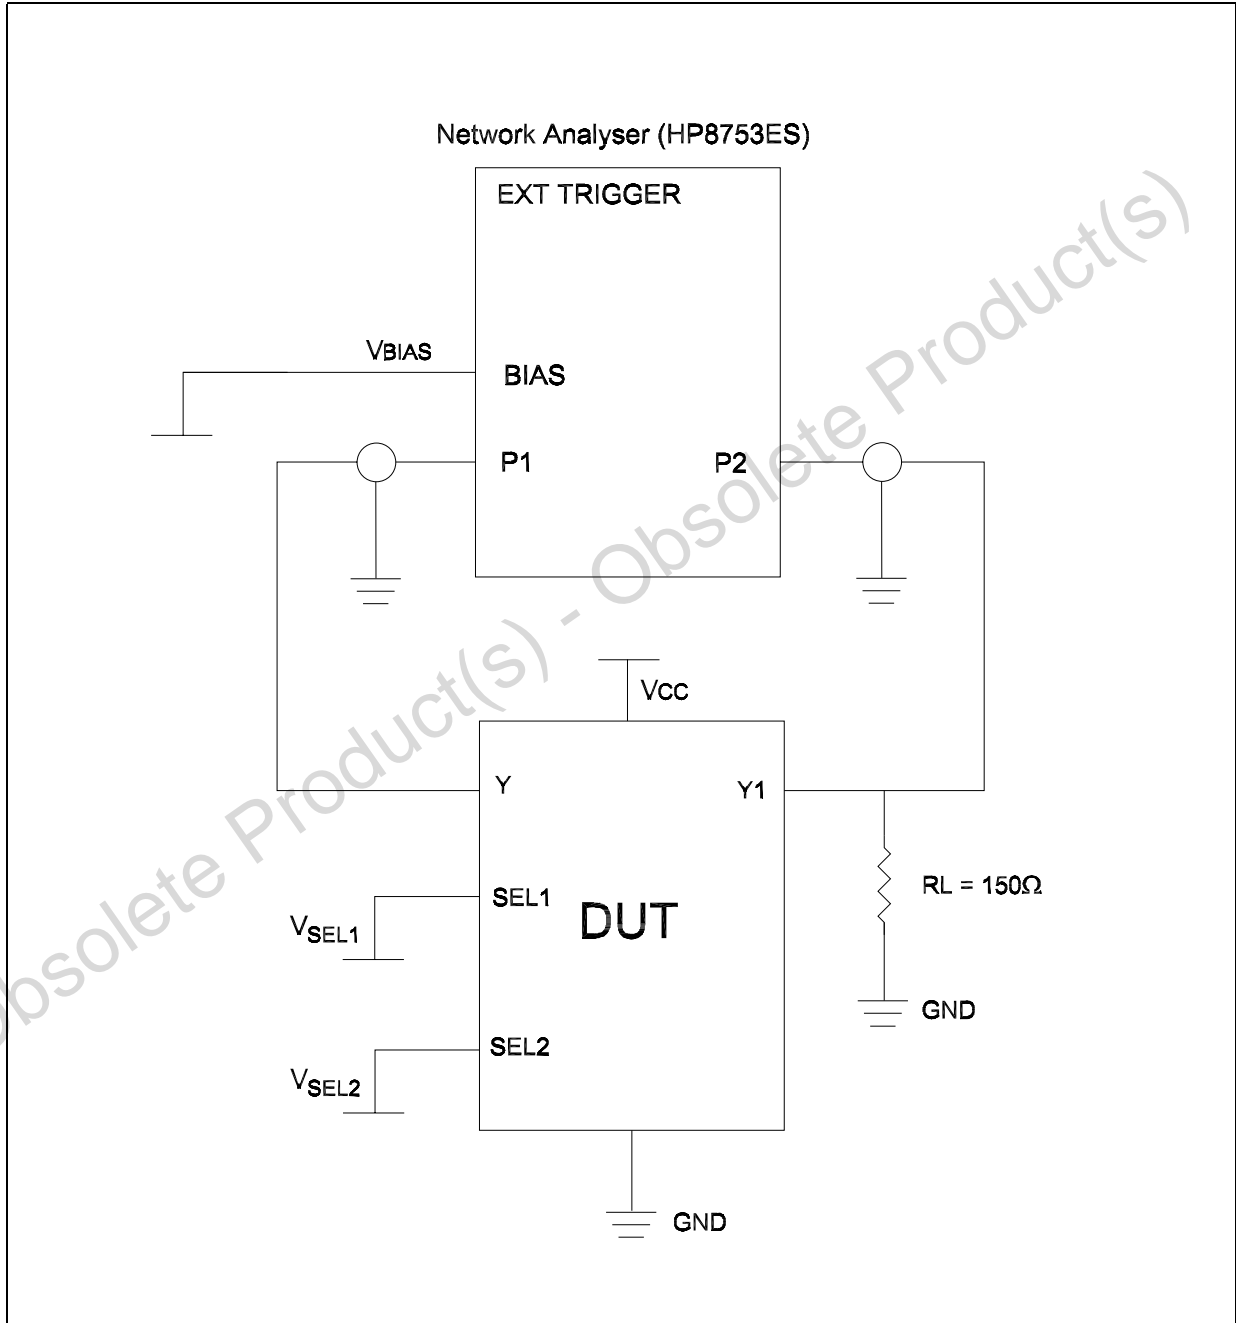 Network Analyser (HP8753ES)
EXT TRIGGER
VBIAS
BIAS
P1
P2
VCC
Y
Y1
SEL1
VSEL1
DUT
RL = 150Ω
SEL2
VSEL2
GND
GND
Obsolete Product(s) - Obsolete Product(s)